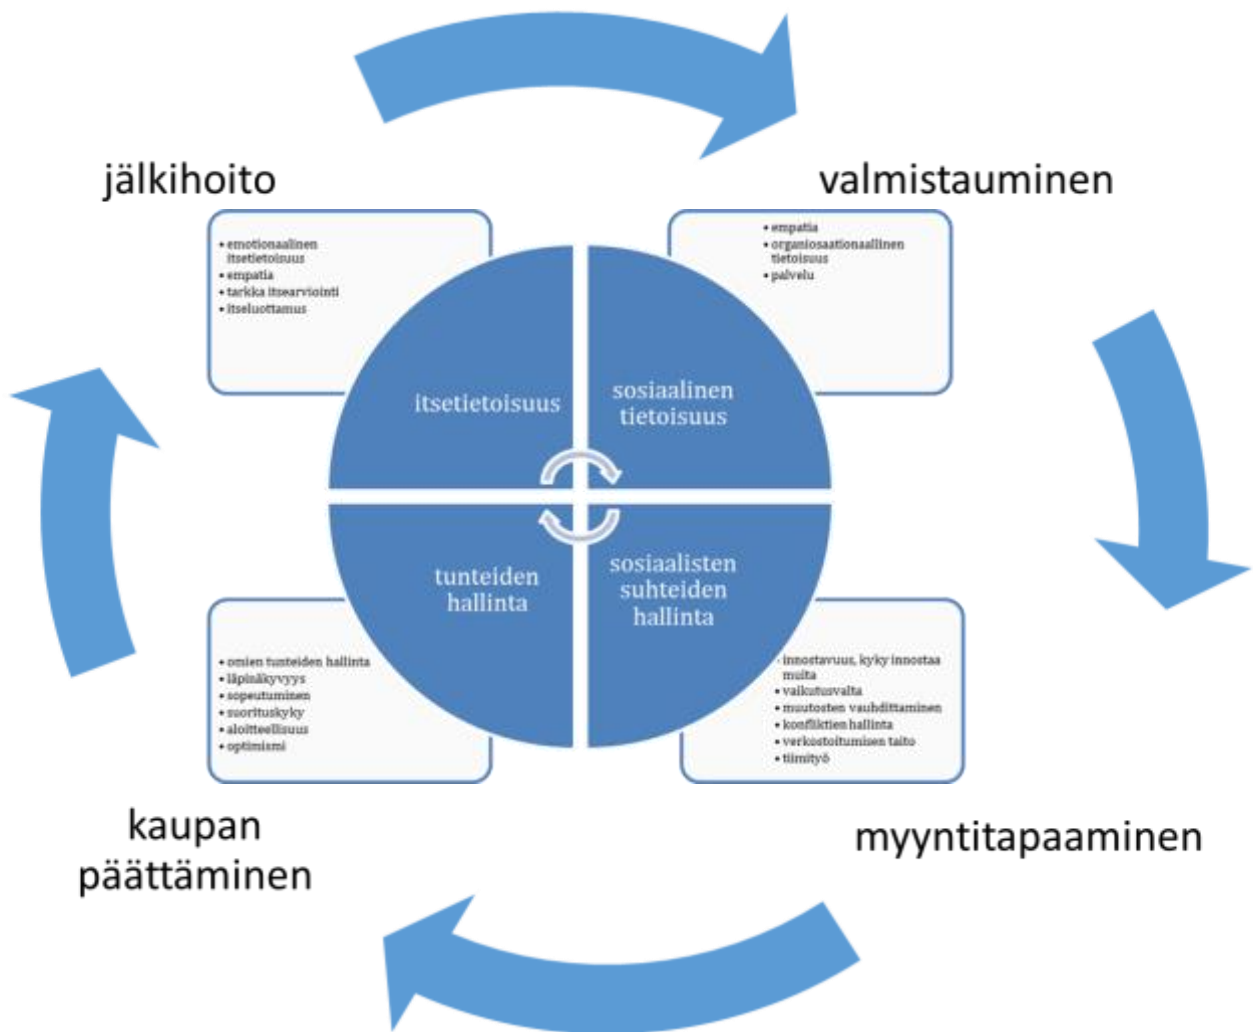 jälkihoito
valmistauminen
• emotionaalinen
itsetietoisuus
• empatia
• tarkka itsearviointi
• itseluottamus
• empatia
• organiosaationaallinen
tietoisuus
• palvelu
itsetietoisuus
sosiaalinen
tietoisuus
tunteiden
hallinta
sosiaalisten
suhteiden
hallinta
• omien tunteiden hallinta
• läpinäkyvyys
• sopeutuminen
• suorituskyky
• aloitteellisuus
• optimismi
· innostavuus, kyky innostaa
muita
• vaikutusvalta
• muutosten vauhdittaminen
• konfliktien hallinta
• verkostoitumisen taito
• tiimityö
kaupan
päättäminen
myyntitapaaminen